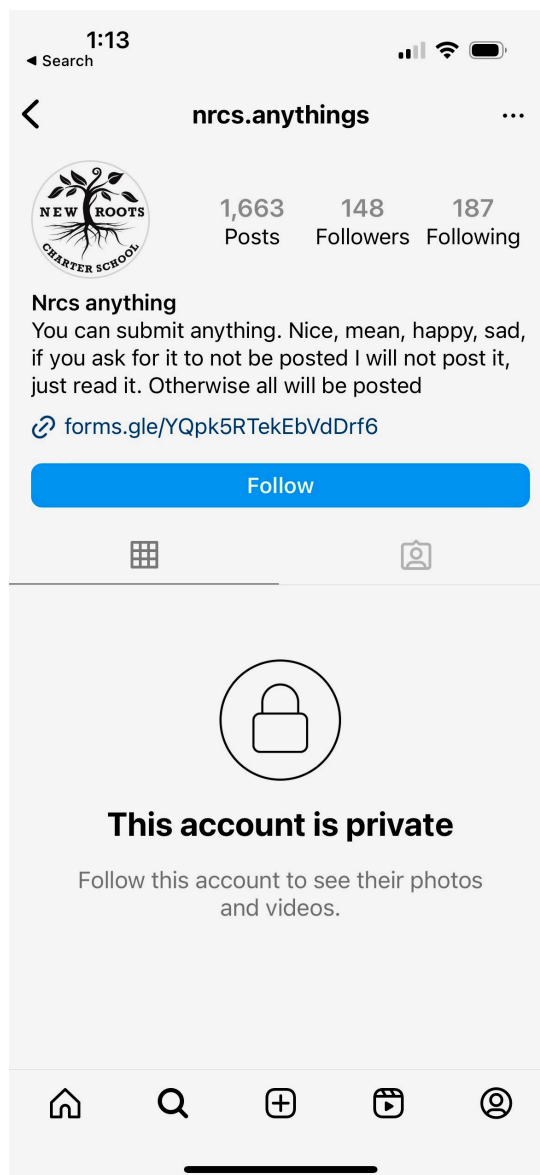 1:13
◀ Search
nrcs.anythings
NEW ROOTS
CHARTER SCHOOL
1,663 148 187
Posts Followers Following
Nrcs anything
You can submit anything. Nice, mean, happy, sad,
if you ask for it to not be posted I will not post it,
just read it. Otherwise all will be posted
forms.gle/YQpk5RTekEbVdDrf6
Follow
This account is private
Follow this account to see their photos
and videos.